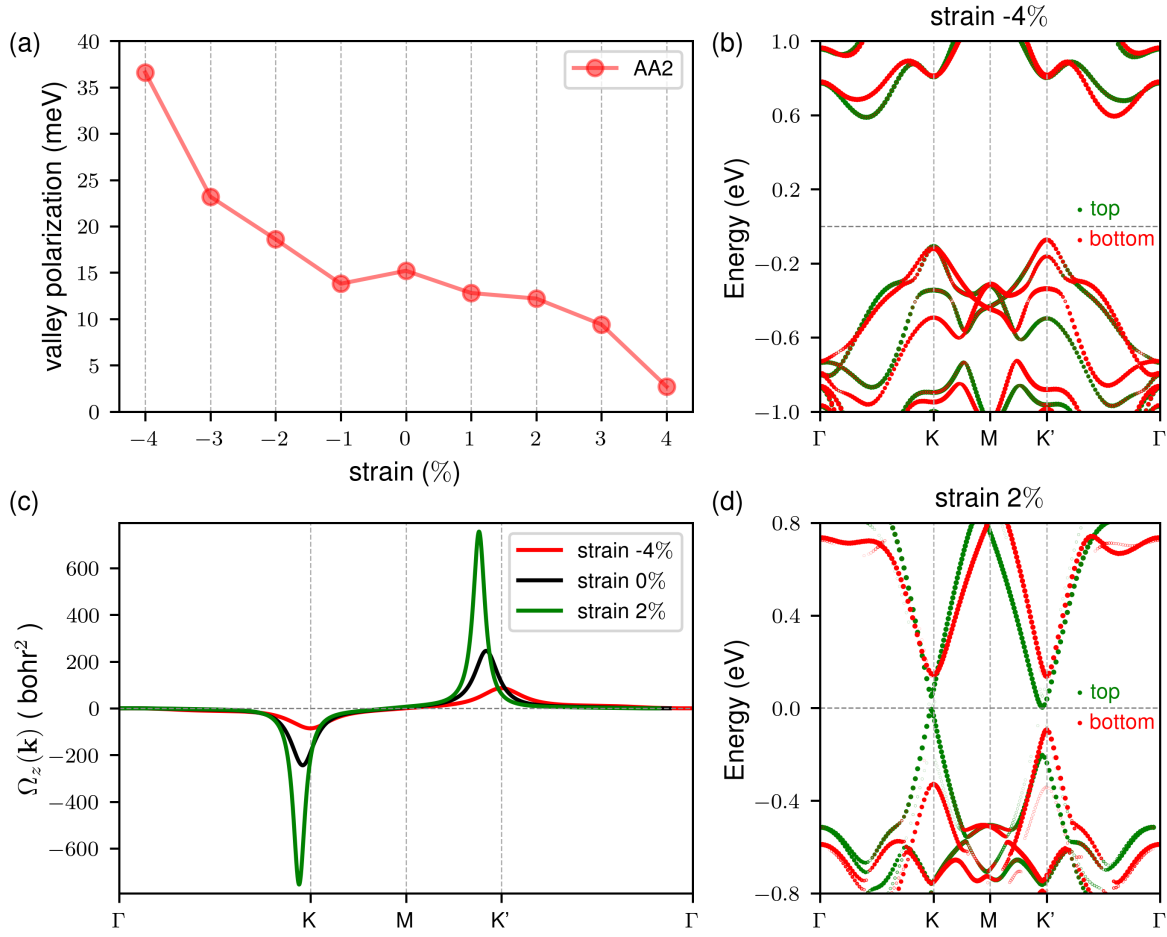 (a)
40
35
30
25
20
15
10
5
0
valley polarization (meV)
AA2
−4 −3 −2 −1 0 1 2 3 4
strain (%)
(b)
strain -4%
1.0
0.6
0.2
−0.2
−0.6
−1.0
Energy (eV)
top
bottom
Γ K M K' Γ
(c)
600
400
200
0
−200
−400
−600
Ω_z(k) ( bohr²)
strain -4%
strain 0%
strain 2%
Γ K M K' Γ
(d)
strain 2%
0.8
0.4
0.0
−0.4
−0.8
Energy (eV)
top
bottom
Γ K M K' Γ